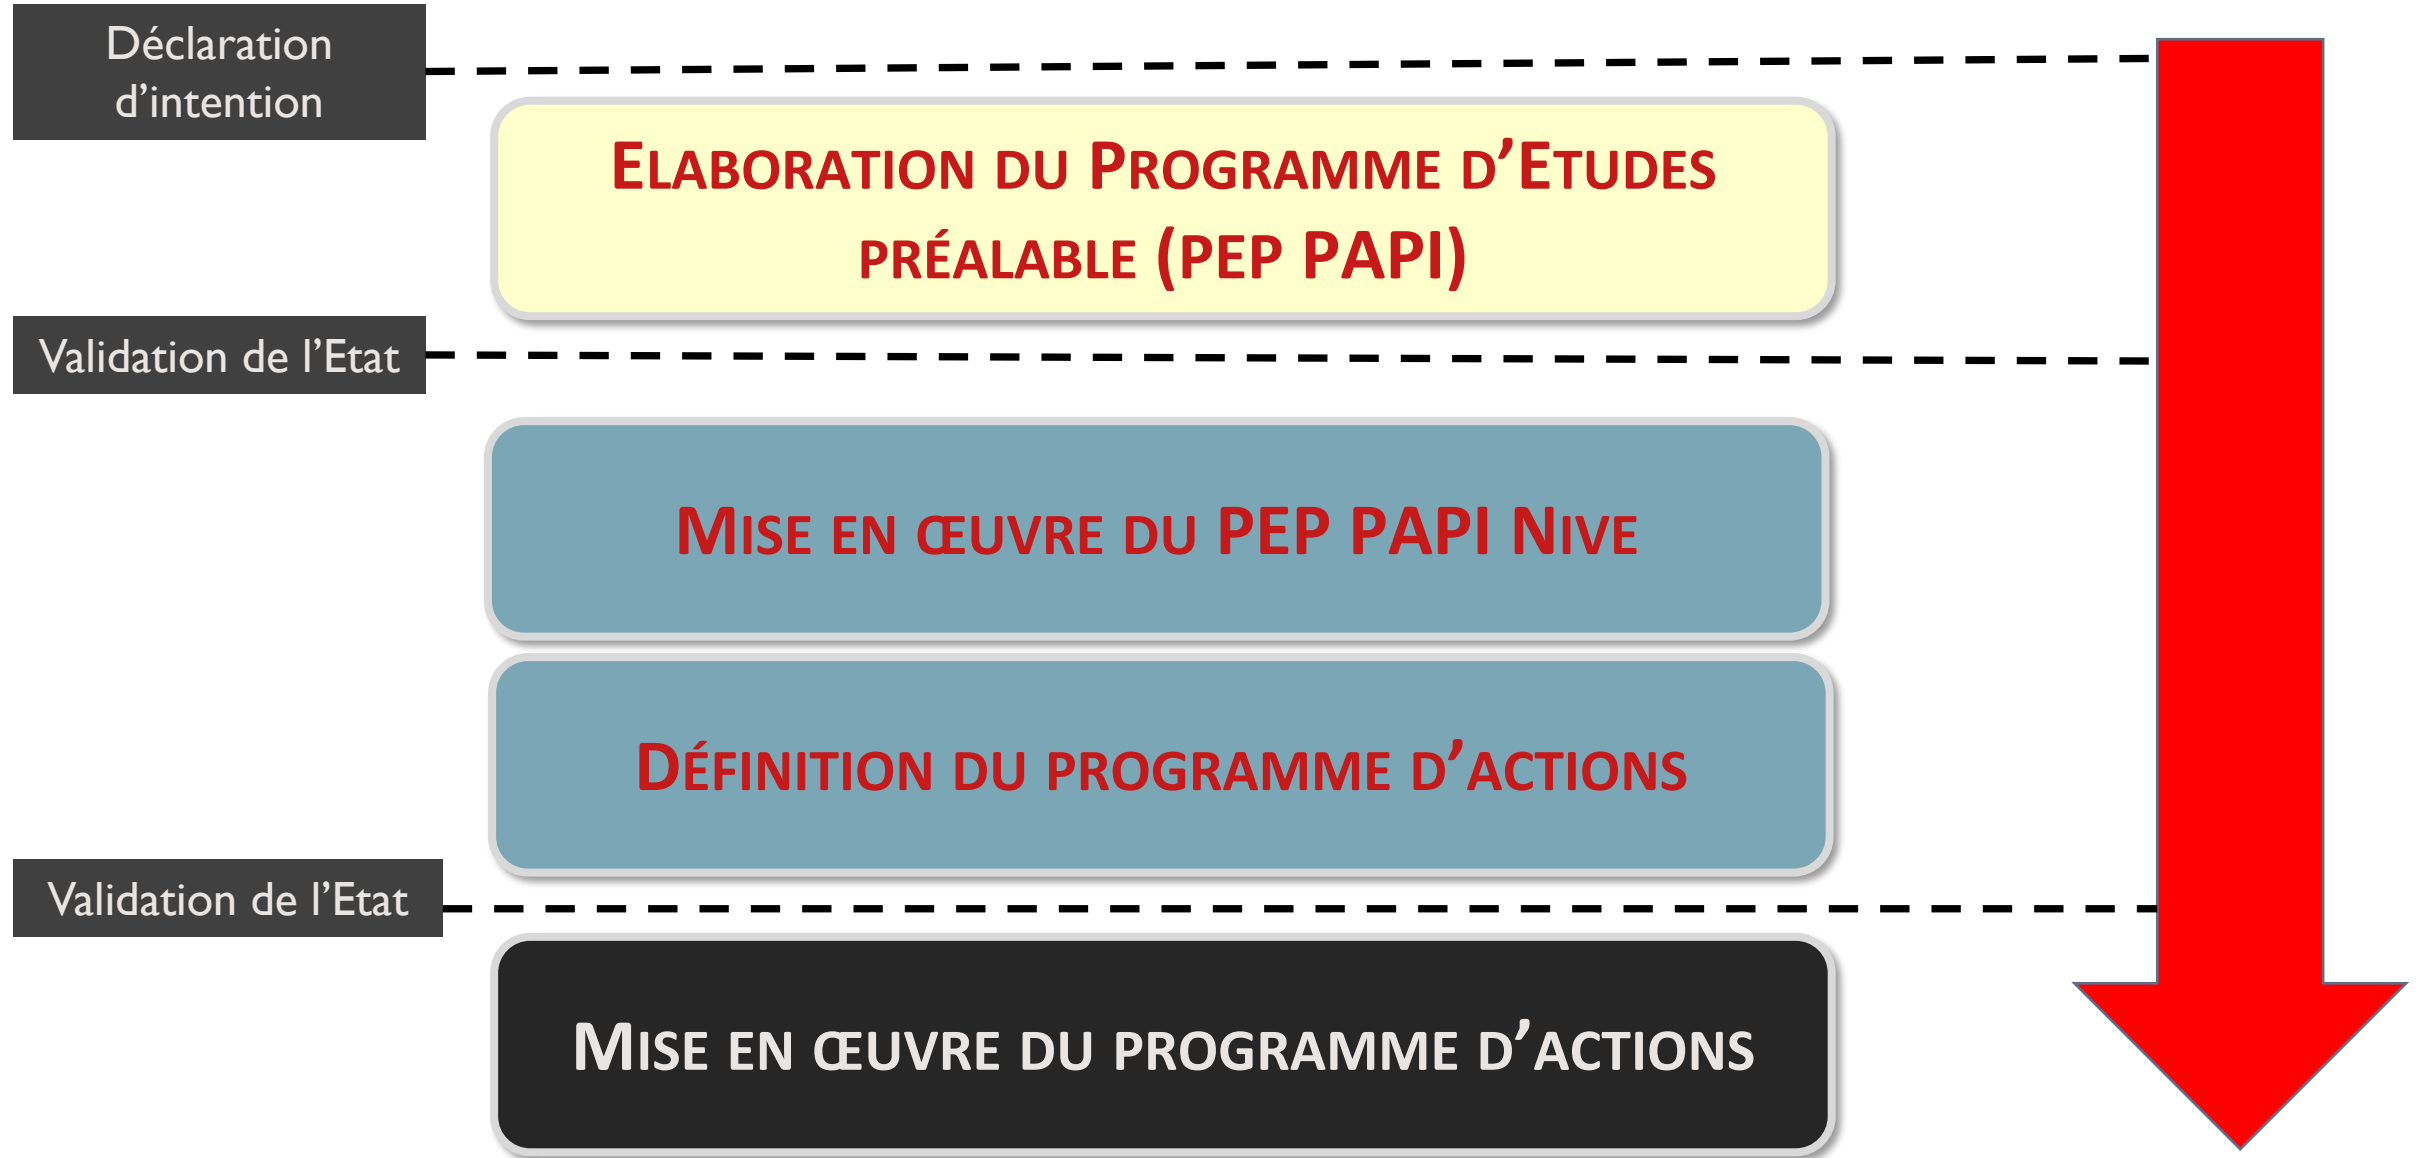 Déclaration
d’intention
Elaboration du Programme d’Etudes
préalable (PEP PAPI)
Validation de l’Etat
Mise en œuvre du PEP PAPI Nive
Définition du programme d’actions
Validation de l’Etat
Mise en œuvre du programme d’actions